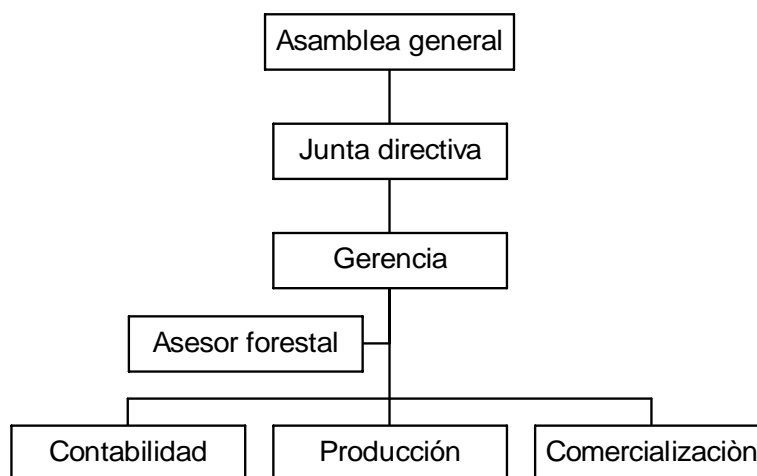 Asamblea general
Junta directiva
Gerencia
Asesor forestal
Contabilidad
Producción
Comercializaciòn